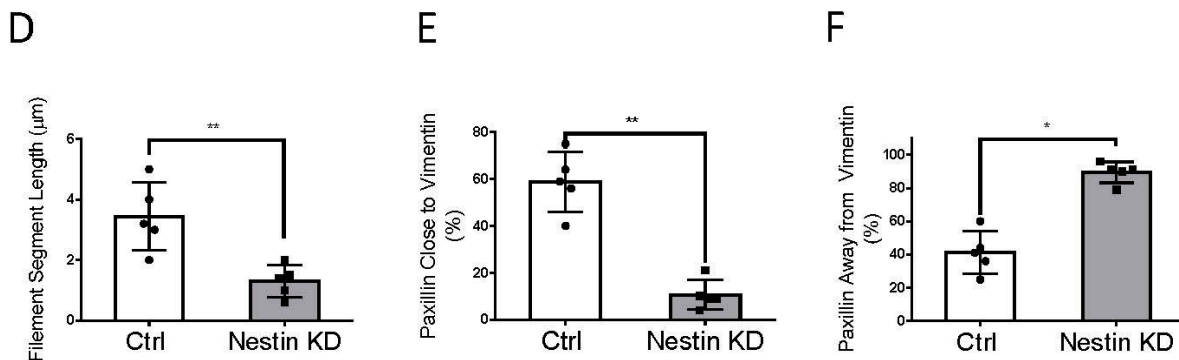 D
E
F
Filement Segment Length (μm)
6
4
2
0
**
Ctrl
Nestin KD
Paxillin Close to Vimentin
(%)
80
60
40
20
0
**
Ctrl
Nestin KD
Paxillin Away from Vimentin
(%)
100
80
60
40
20
0
*
Ctrl
Nestin KD